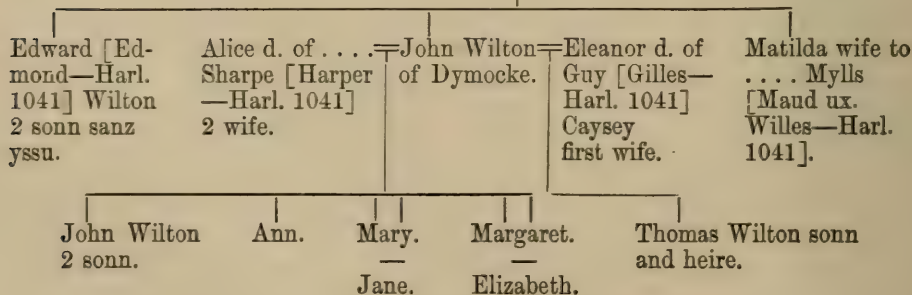 Edward [Ed-
mond—Harl.
1041] Wilton
2 sonn sanz
yssu.
Alice d. of . . . .
Sharpe [Harper
—Harl. 1041]
2 wife.
John Wilton
of Dymocke.
Eleanor d. of
Guy [Gilles—
Harl. 1041]
Caysey
first wife.
Matilda wife to
. . . . Mylls
[Maud ux.
Willes—Harl.
1041].
John Wilton
2 sonn.
Ann.
Mary.
—
Jane.
Margaret.
—
Elizabeth.
Thomas Wilton sonn
and heire.